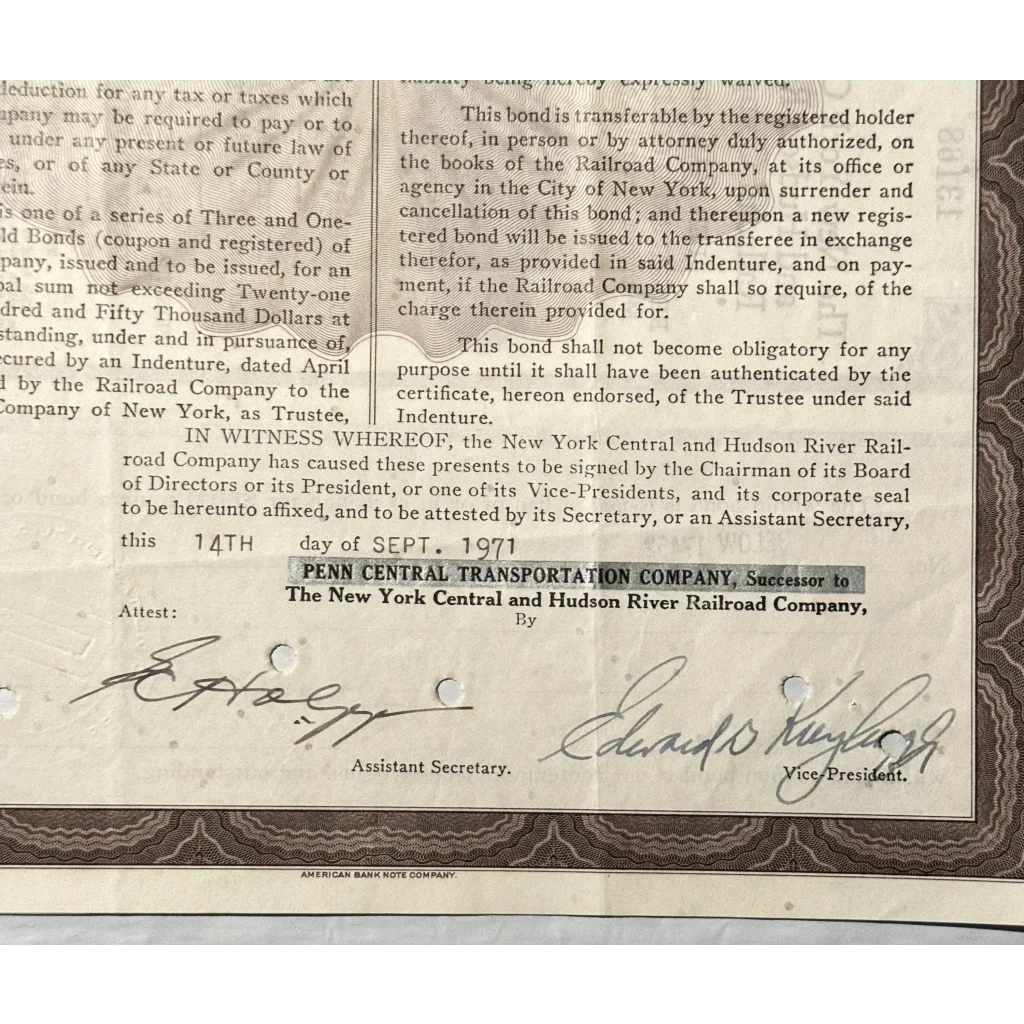 deduction for any tax or taxes which
may be required to pay or to
under any present or future law of
or of any State or County or
is one of a series of Three and One-
Bonds (coupon and registered) of
issued and to be issued, for an
sum not exceeding Twenty-one
and Fifty Thousand Dollars at
under and in pursuance of,
by an Indenture, dated April
by the Railroad Company to the
Company of New York, as Trustee,
liability being hereby expressly waived.
This bond is transferable by the registered holder
thereof, in person or by attorney duly authorized, on
the books of the Railroad Company, at its office or
agency in the City of New York, upon surrender and
cancellation of this bond; and thereupon a new regis-
tered bond will be issued to the transferee in exchange
therefor, as provided in said Indenture, and on pay-
ment, if the Railroad Company shall so require, of the
charge therein provided for.
This bond shall not become obligatory for any
purpose until it shall have been authenticated by the
certificate, hereon endorsed, of the Trustee under said
Indenture.
IN WITNESS WHEREOF, the New York Central and Hudson River Rail-
road Company has caused these presents to be signed by the Chairman of its Board
of Directors or its President, or one of its Vice-Presidents, and its corporate seal
to be hereunto affixed, and to be attested by its Secretary, or an Assistant Secretary,
this 14TH day of SEPT. 1971
PENN CENTRAL TRANSPORTATION COMPANY, Successor to
The New York Central and Hudson River Railroad Company,
Attest:
By
Edward
Assistant Secretary.
Vice-President.
AMERICAN BANK NOTE COMPANY.